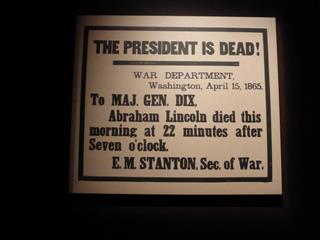 THE PRESIDENT IS DEAD!
WAR DEPARTMENT,
Washington, April 15, 1865.
To MAJ. GEN. DIX,
Abraham Lincoln died this
morning at 22 minutes after
Seven o'clock.
E. M. STANTON, Sec. of War.